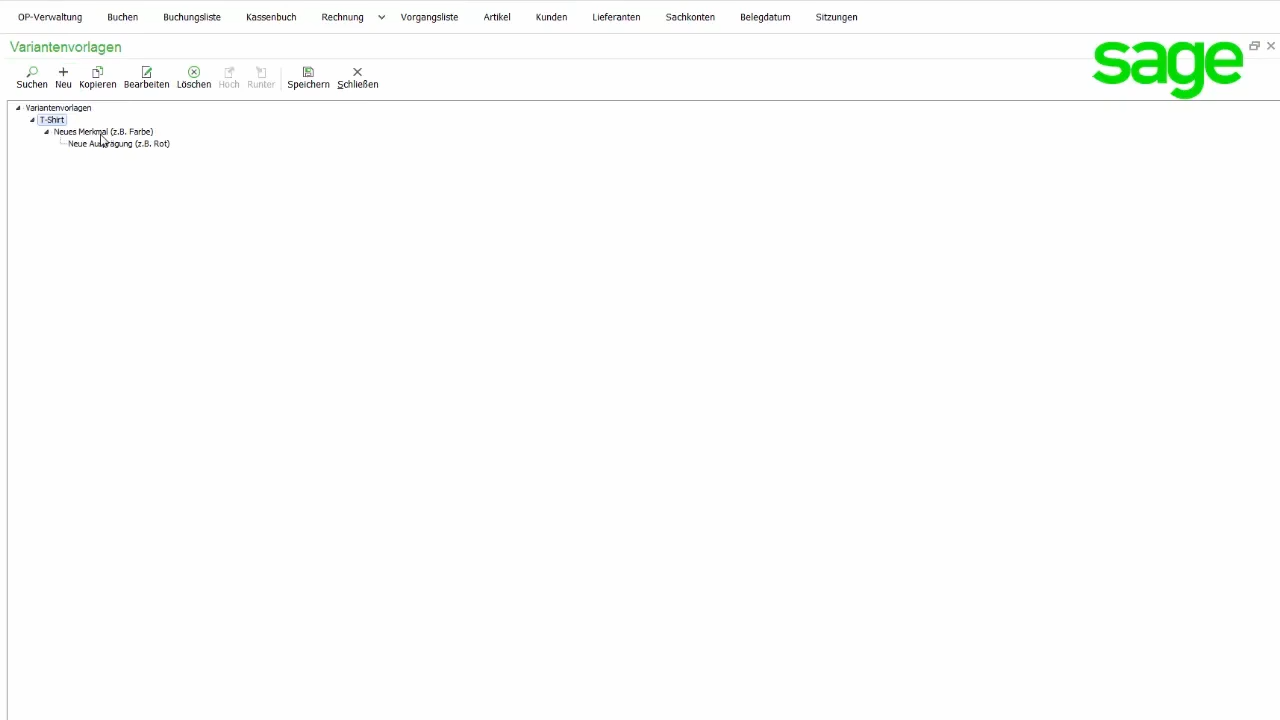 OP-Verwaltung Buchen Buchungsliste Kassenbuch Rechnung Vorgangsliste Artikel Kunden Lieferanten Sachkonten Belegdatum Sitzungen
Variantenvorlagen
sage
Suchen Neu Kopieren Bearbeiten Löschen Hoch Runter Speichern Schließen
Variantenvorlagen
T-Shirt
Neues Merkmal (z.B. Farbe)
Neue Ausprägung (z.B. Rot)